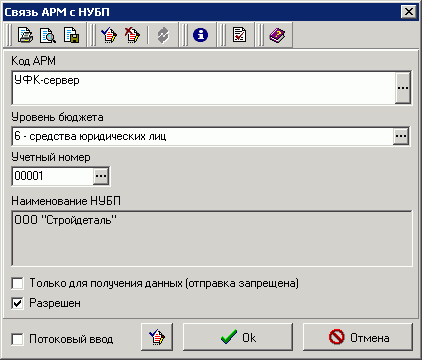 Связь АРМ с НУБП
Код АРМ
УФК-сервер
Уровень бюджета
6 - средства юридических лиц
Учетный номер
00001
Наименование НУБП
ООО "Стройдеталь"
Только для получения данных (отправка запрещена)
Разрешен
Потоковый ввод
Ok
Отмена